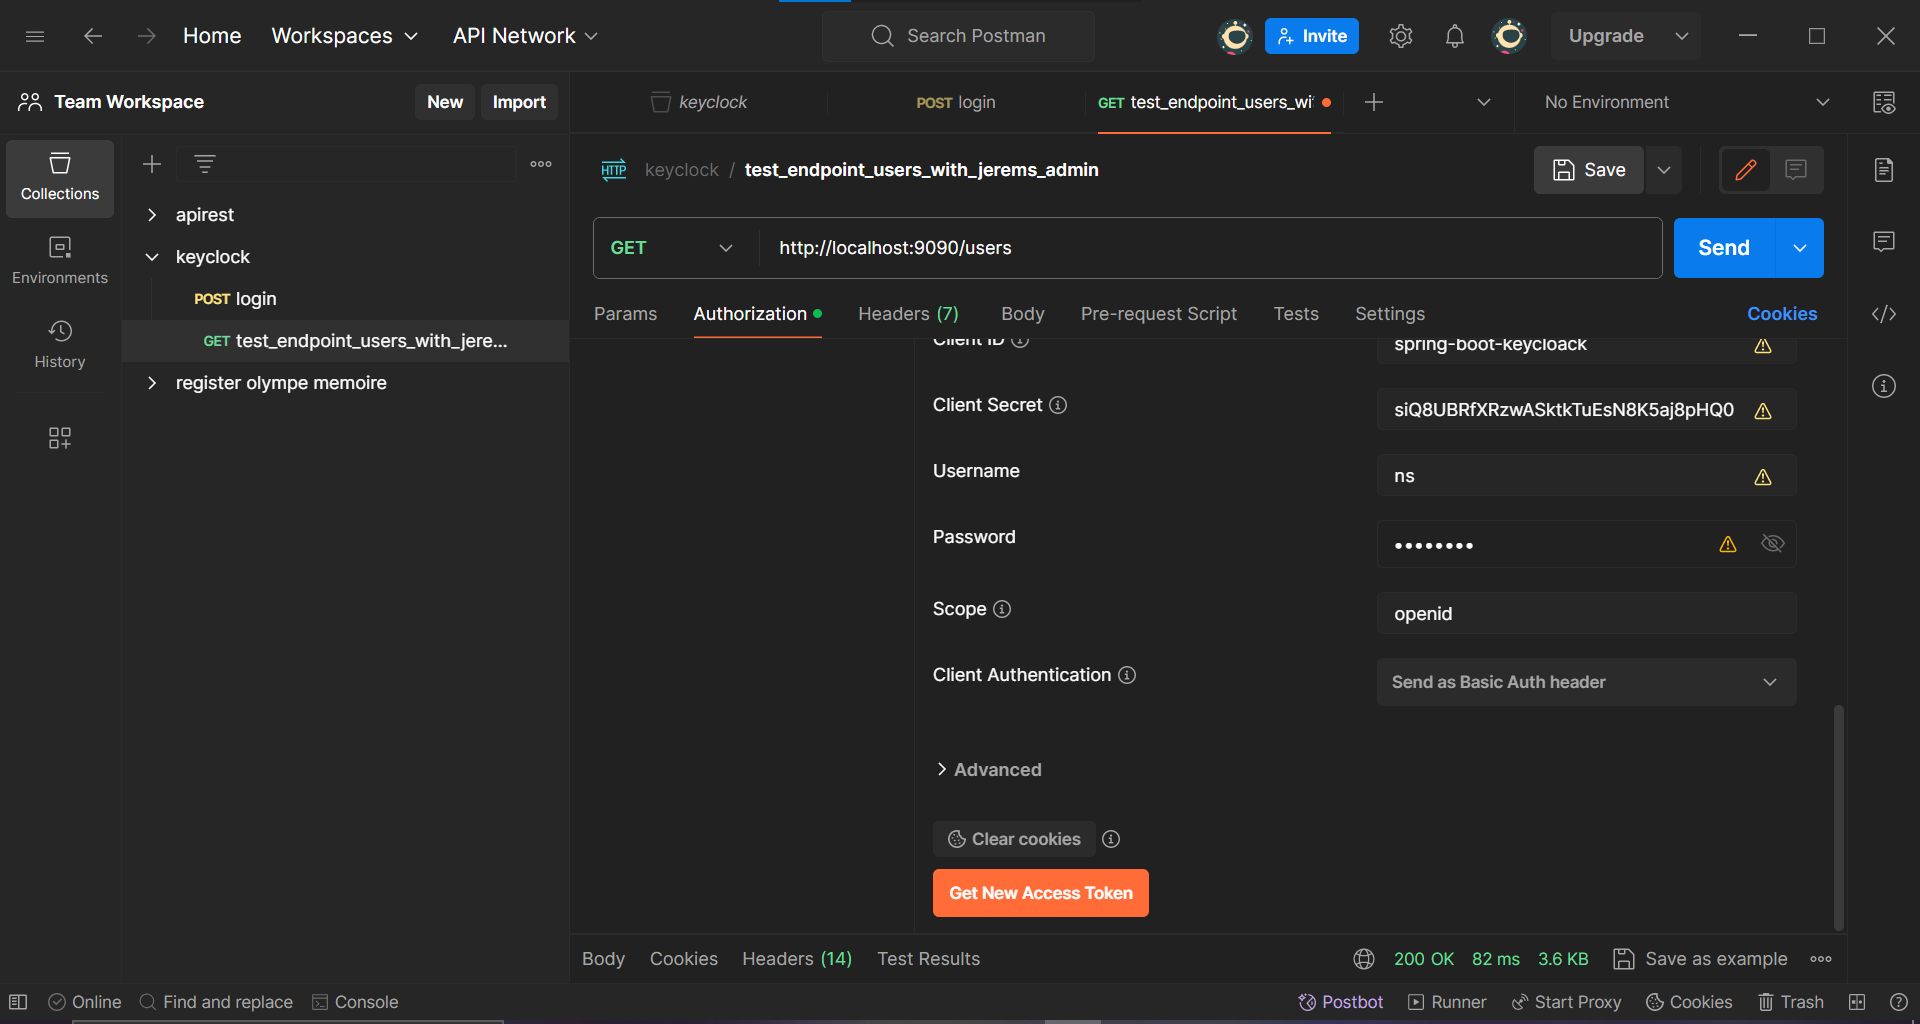 Home
Workspaces
API Network
Search Postman
Invite
Upgrade
Team Workspace
New
Import
keyclock
POST login
GET test_endpoint_users_wi
No Environment
Collections
Environments
History
apirest
keyclock
POST login
GET test_endpoint_users_with_jere...
register olympe memoire
HTTP keyclock / test_endpoint_users_with_jerems_admin
Save
GET
http://localhost:9090/users
Send
Params
Authorization
Headers (7)
Body
Pre-request Script
Tests
Settings
Cookies
Client ID
spring-boot-keycloack
Client Secret
siQ8UBRfXRzwASktkTuEsN8K5aj8pHQ0
Username
ns
Password
••••••••
Scope
openid
Client Authentication
Send as Basic Auth header
Advanced
Clear cookies
Get New Access Token
Body
Cookies
Headers (14)
Test Results
200 OK
82 ms
3.6 KB
Save as example
Online
Find and replace
Console
Postbot
Runner
Start Proxy
Cookies
Trash